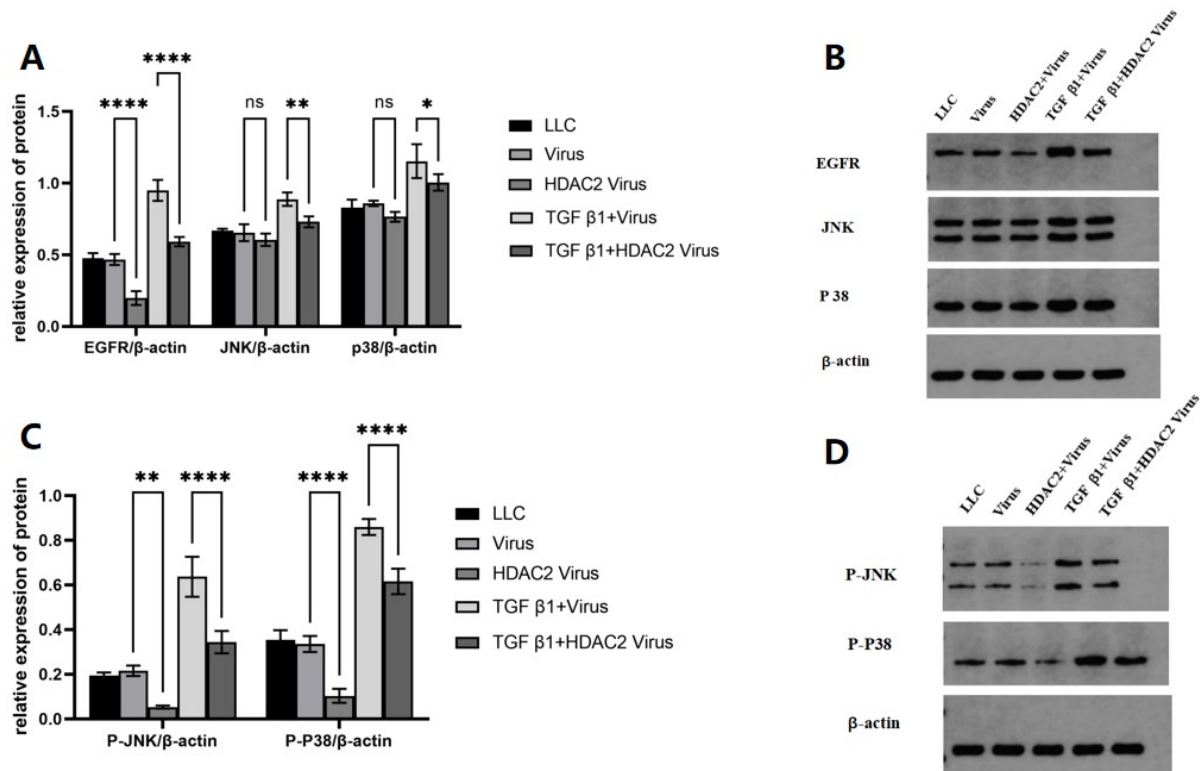 A
****
****
ns
**
ns
*
relative expression of protein
1.5
1.0
0.5
0.0
EGFR/β-actin
JNK/β-actin
p38/β-actin
LLC
Virus
HDAC2 Virus
TGF β1+Virus
TGF β1+HDAC2 Virus
B
LLC
Virus
HDAC2+Virus
TGF β1+Virus
TGF β1+HDAC2 Virus
EGFR
JNK
P 38
β-actin
C
**
****
****
****
relative expression of protein
1.0
0.8
0.6
0.4
0.2
0.0
P-JNK/β-actin
P-P38/β-actin
LLC
Virus
HDAC2 Virus
TGF β1+Virus
TGF β1+HDAC2 Virus
D
LLC
Virus
HDAC2+Virus
TGF β1+Virus
TGF β1+HDAC2 Virus
P-JNK
P-P38
β-actin